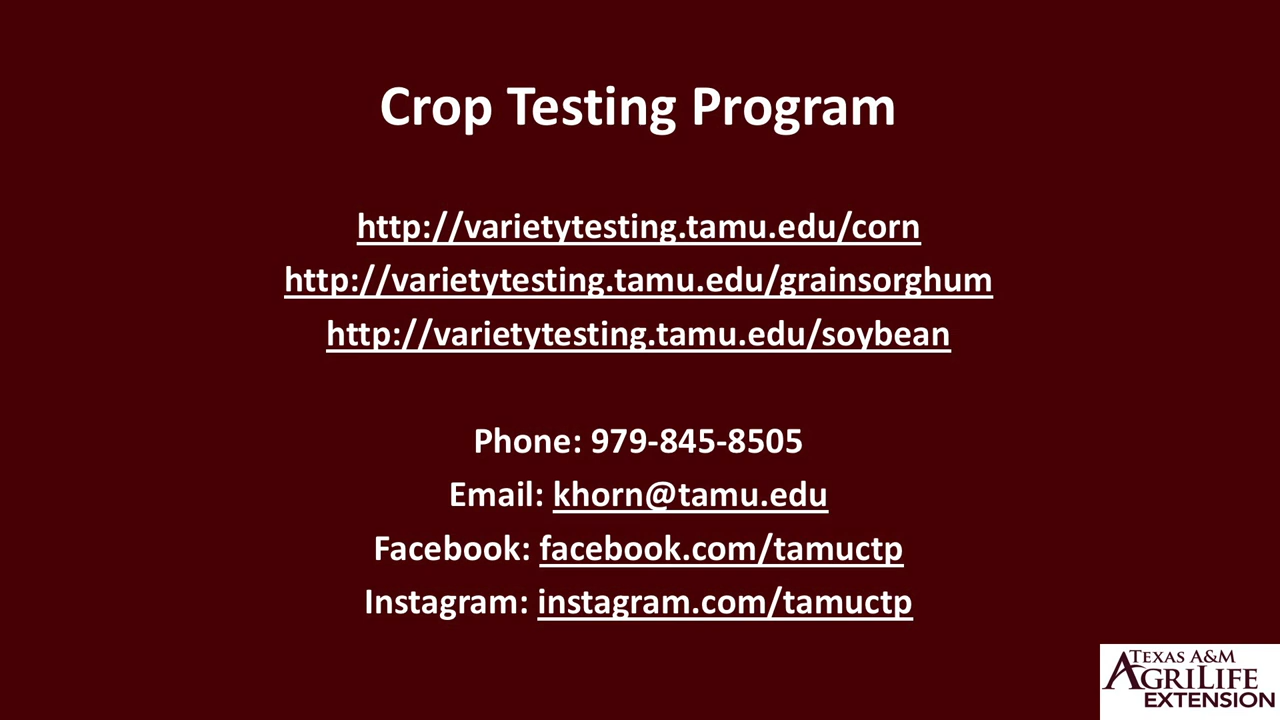 Crop Testing Program
http://varietytesting.tamu.edu/corn
http://varietytesting.tamu.edu/grainsorghum
http://varietytesting.tamu.edu/soybean
Phone: 979-845-8505
Email: khorn@tamu.edu
Facebook: facebook.com/tamuctp
Instagram: instagram.com/tamuctp
TEXAS A&M
AGRILIFE
EXTENSION